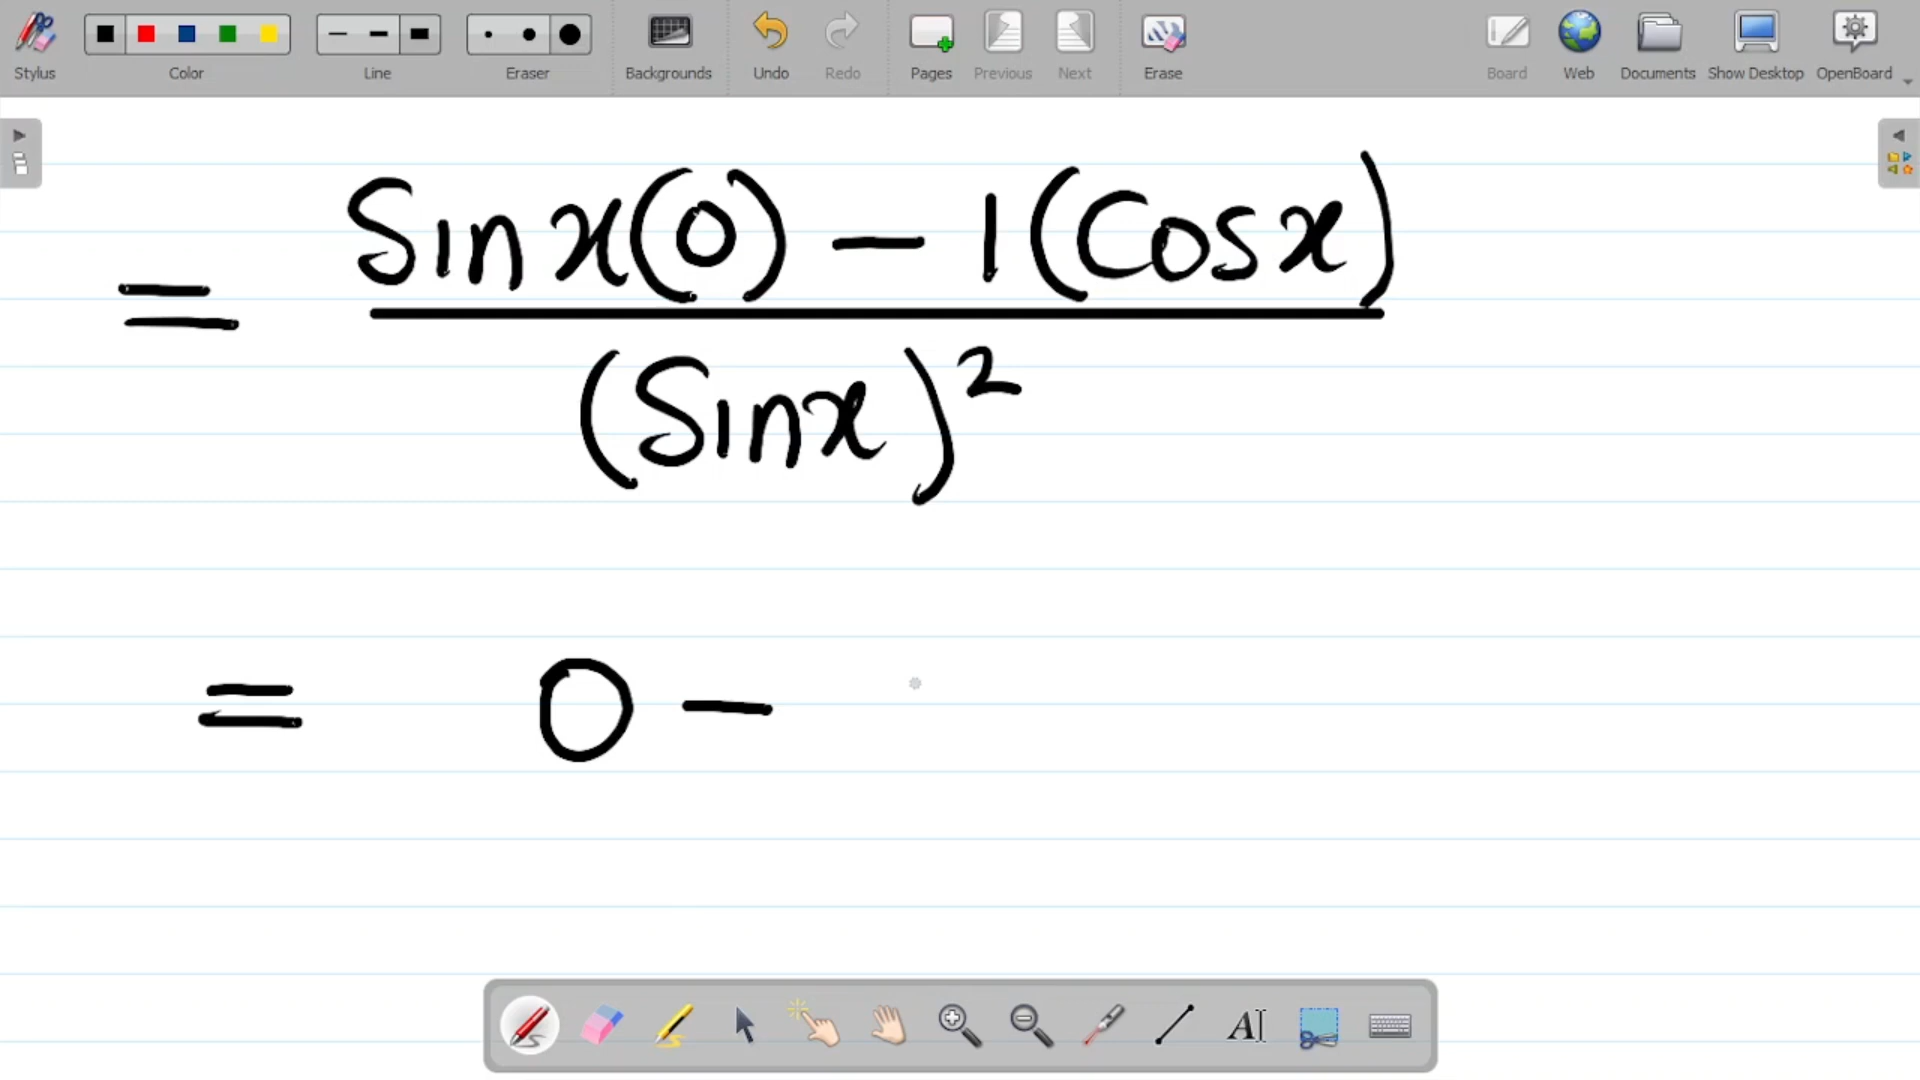 Stylus Color Line Eraser Backgrounds Undo Redo Pages Previous Next Erase Board Web Documents Show Desktop OpenBoard
= Sinx(0) − 1(Cosx)
(Sinx)²
= 0 −
AI